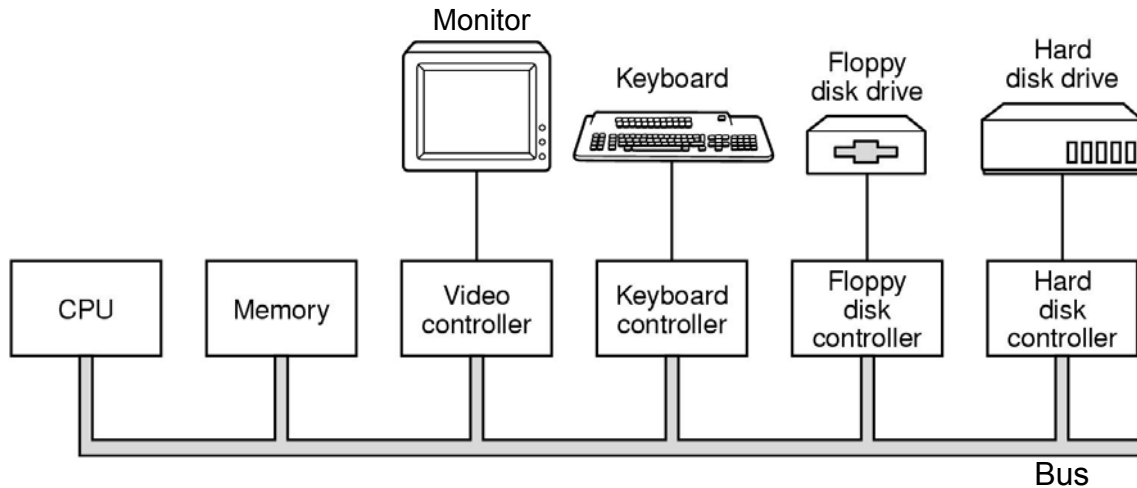 Monitor
Keyboard
Floppy
disk drive
Hard
disk drive
CPU
Memory
Video
controller
Keyboard
controller
Floppy
disk
controller
Hard
disk
controller
Bus